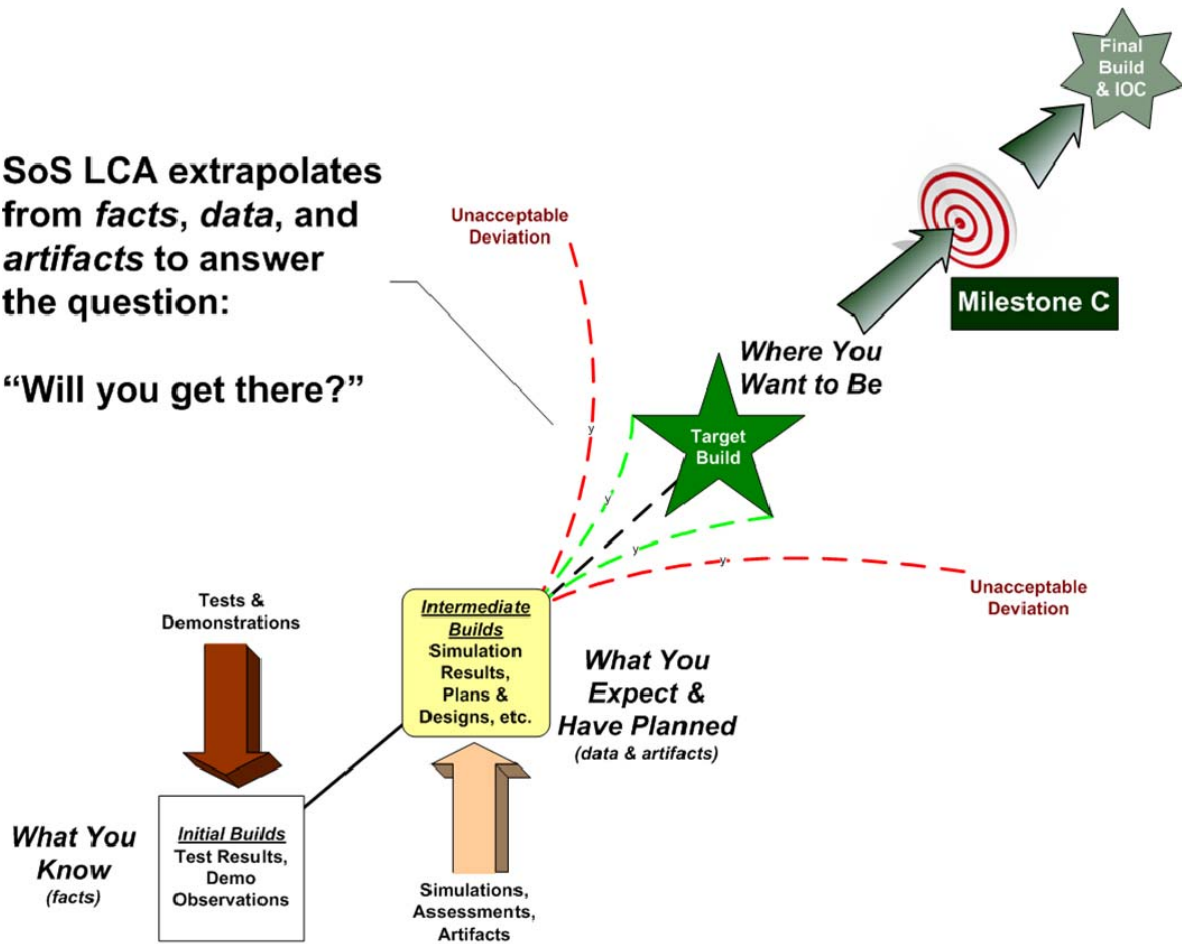 Final
Build
& IOC
SoS LCA extrapolates
from facts, data, and
artifacts to answer
the question:
“Will you get there?”
Unacceptable
Deviation
Milestone C
Where You
Want to Be
Target
Build
y
y
y
y
Unacceptable
Deviation
Tests &
Demonstrations
Intermediate
Builds
Simulation
Results,
Plans &
Designs, etc.
What You
Expect &
Have Planned
(data & artifacts)
What You
Know
(facts)
Initial Builds
Test Results,
Demo
Observations
Simulations,
Assessments,
Artifacts